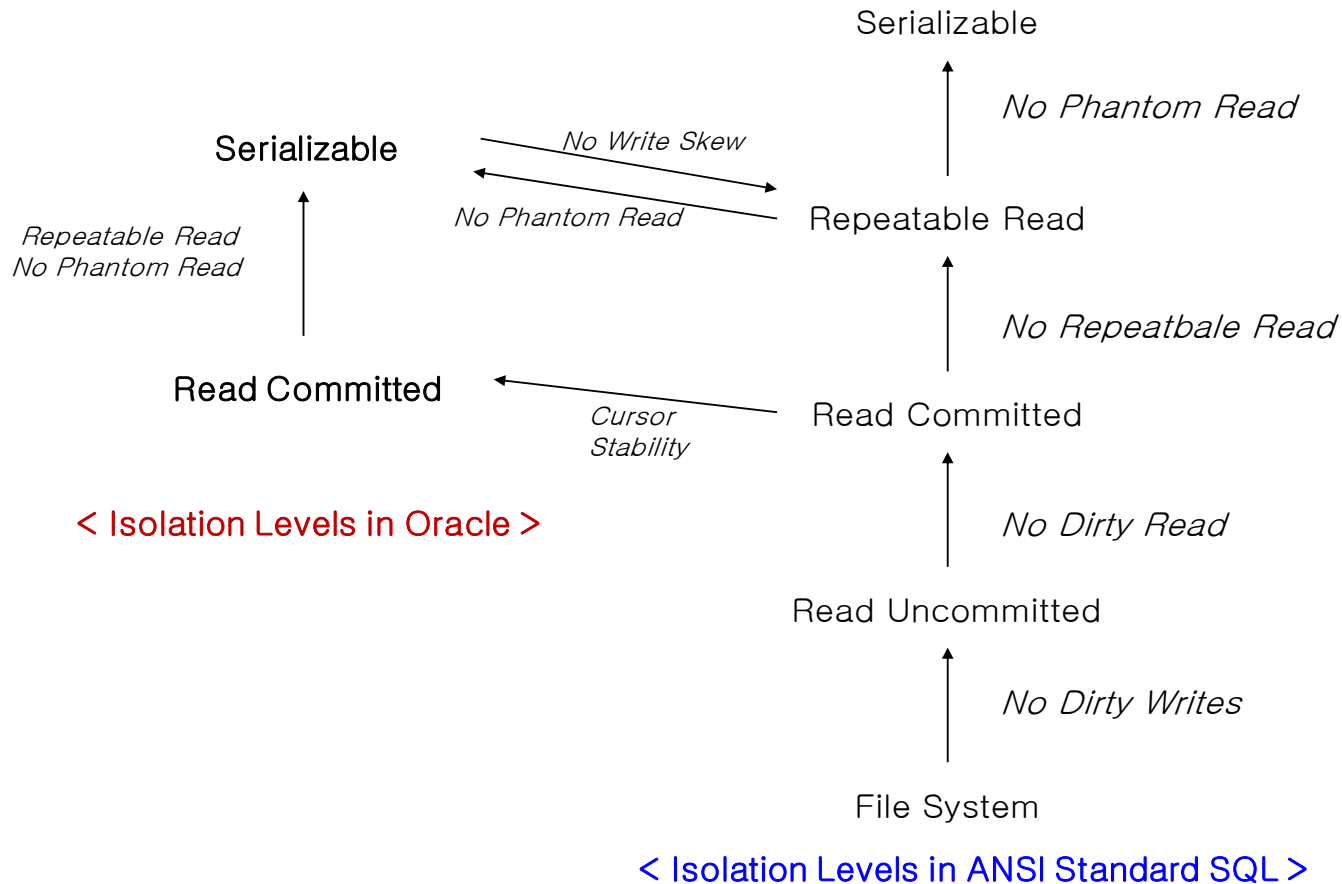 Serializable
No Phantom Read
Serializable
No Write Skew
No Phantom Read
Repeatable Read
Repeatable Read
No Phantom Read
No Repeatbale Read
Read Committed
Cursor
Stability
Read Committed
< Isolation Levels in Oracle >
No Dirty Read
Read Uncommitted
No Dirty Writes
File System
< Isolation Levels in ANSI Standard SQL >